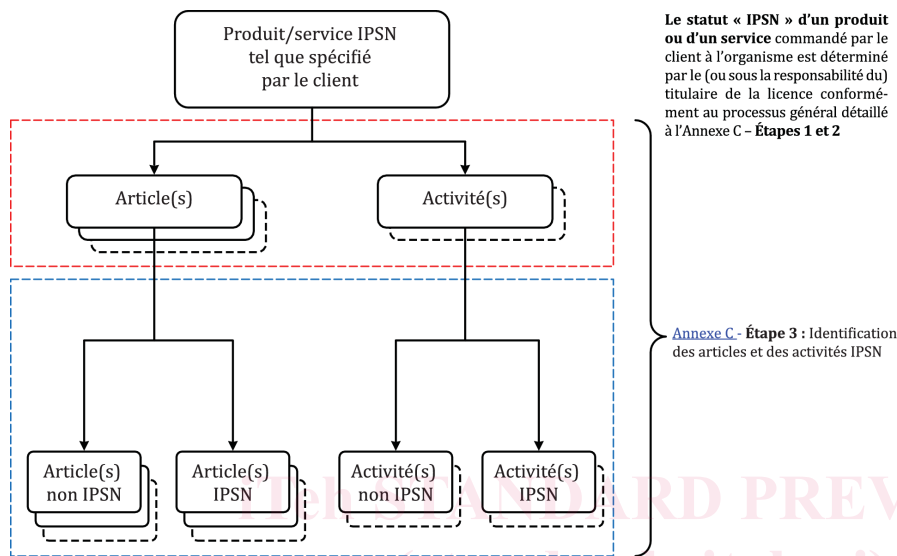 Produit/service IPSN
tel que spécifié
par le client
Le statut « IPSN » d'un produit
ou d'un service commandé par le
client à l'organisme est déterminé
par le (ou sous la responsabilité du)
titulaire de la licence conformé-
ment au processus général détaillé
à l'Annexe C – Étapes 1 et 2
Article(s)
Activité(s)
Annexe C - Étape 3 : Identification
des articles et des activités IPSN
Article(s)
non IPSN
Article(s)
IPSN
Activité(s)
non IPSN
Activité(s)
IPSN
iTeh STANDARD PREV